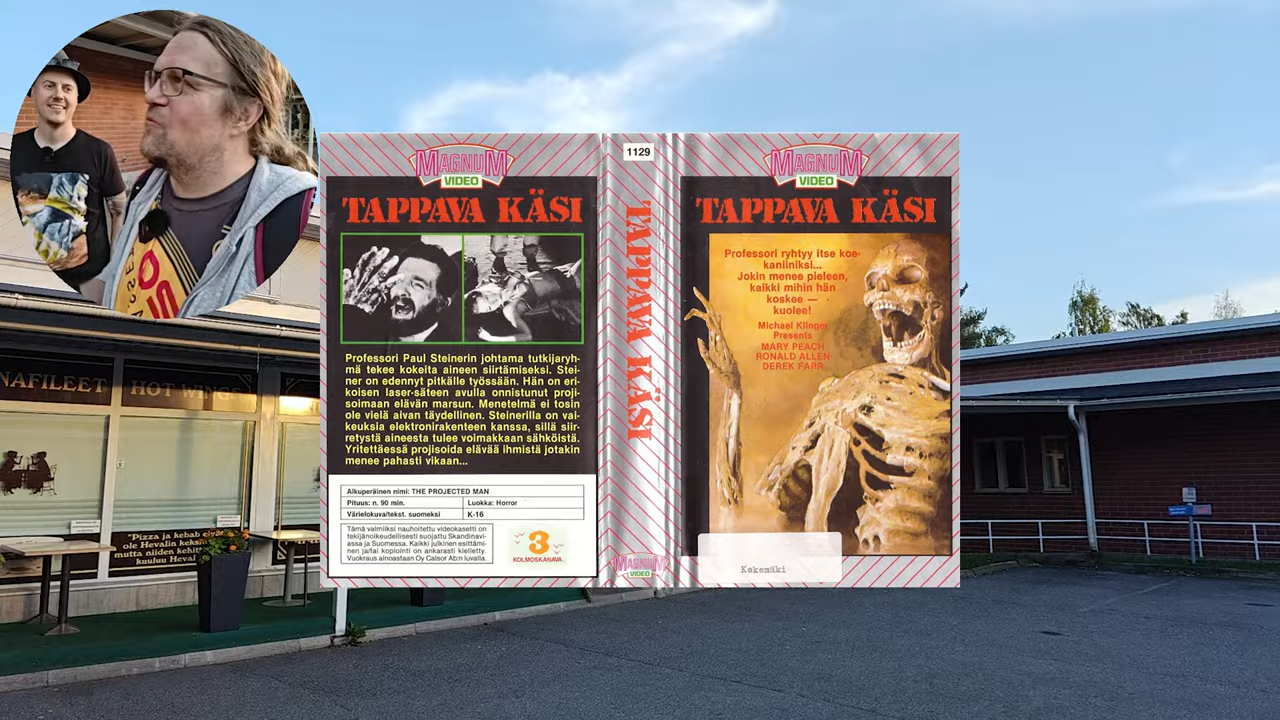 NAFILEET
HOT WINGS
"Pizza ja kebab
ole Hevalin
mutta niiden
kuuluu
MAGNUM
VIDEO
TAPPAVA KÄSI
Professori Paul Steinerin johtama tutkijaryh-
mä tekee kokeita aineen siirtämiseksi. Stei-
ner on edennyt pitkälle työssään. Hän on eri-
koisen laser-säteen avulla onnistunut proji-
soimaan elävän marsun. Menetelmä ei tosin
ole vielä aivan täydellinen. Steinerilla on vai-
keuksia elektronirakenteen kanssa, sillä siir-
retystä aineesta tulee voimakkaan sähköistä.
Yritettäessä projisoida elävää ihmistä jotakin
menee pahasti vikaan...
Alkuperäinen nimi: THE PROJECTED MAN
Pituus: n. 90 min.
Luokka: Horror
Värielokuva/tekst. suomeksi
K-16
Tämä valmiiksi nauhoitettu videokasetti on
tekijänoikeudellisesti suojattu Skandinavi-
assa ja Suomessa. Kaikki julkinen esittämi-
nen ja/tai kopiointi on ankarasti kielletty.
Vuokraus ainoastaan Oy Calsor Ab:n luvalla.
3
KOLMOSKANAVA
1129
TAPPAVA KÄSI
MAGNUM
VIDEO
MAGNUM
VIDEO
TAPPAVA KÄSI
Professori ryhtyy itse koe-
kaniiniksi...
Jokin menee pieleen,
kaikki mihin hän
koskee —
kuolee!
Michael Klinger
Presents
MARY PEACH
RONALD ALLEN
DEREK FARR
Kokemäki